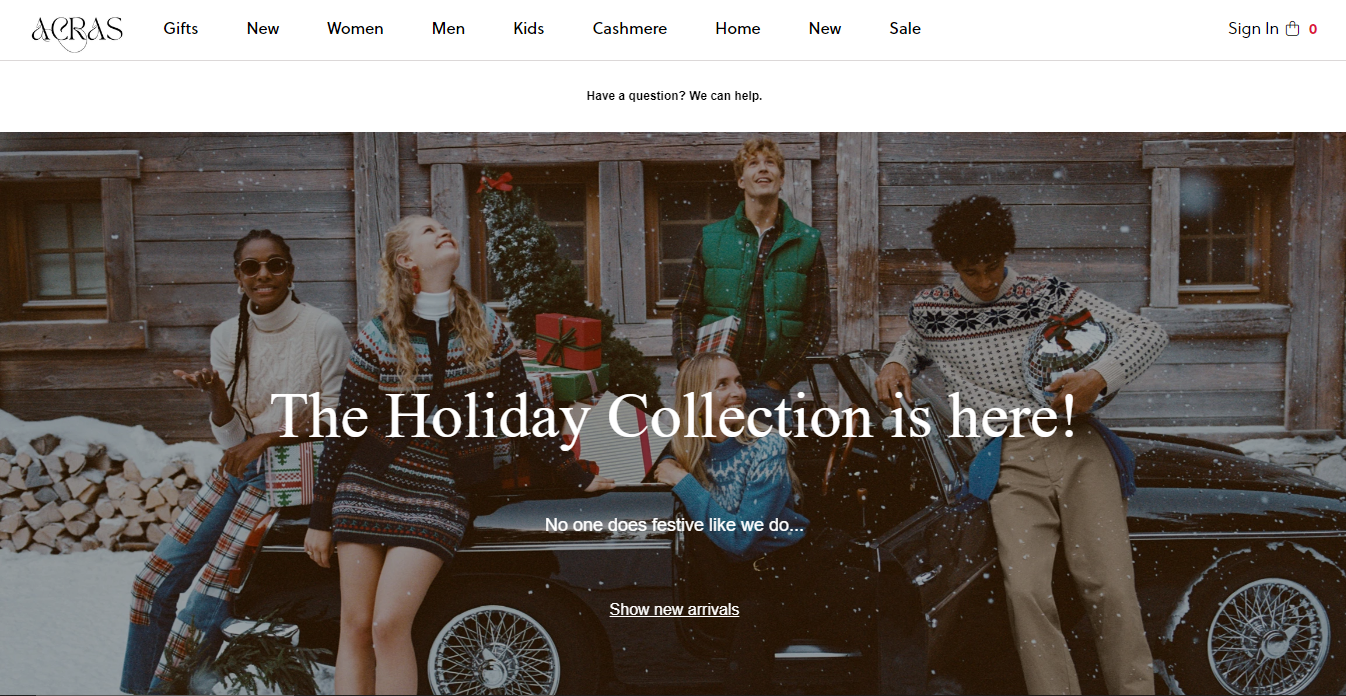 ACRAS
Gifts New Women Men Kids Cashmere Home New Sale Sign In 0
Have a question? We can help.
The Holiday Collection is here!
No one does festive like we do...
Show new arrivals